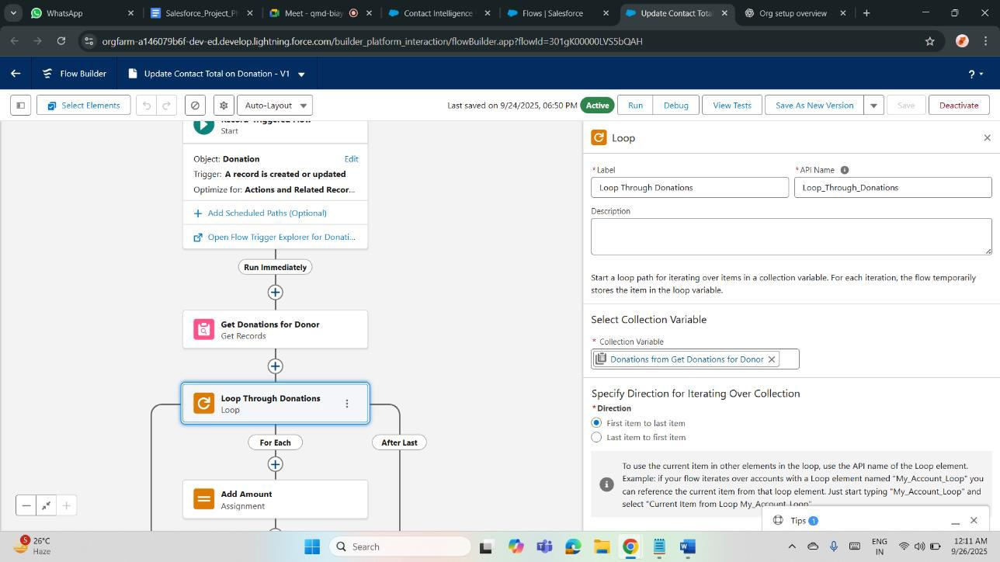 WhatsApp
Salesforce_Project_Pl
Meet - qmd-biay
Contact Intelligence
Flows | Salesforce
Update Contact Tota
Org setup overview
orgfarm-a146079b6f-dev-ed.develop.lightning.force.com/builder_platform_interaction/flowBuilder.app?flowId=301gK00000LVS5bQAH
Flow Builder
Update Contact Total on Donation - V1
?
Select Elements
Auto-Layout
Last saved on 9/24/2025, 06:50 PM
Active
Run
Debug
View Tests
Save As New Version
Save
Deactivate
Start
Object: Donation
Edit
Trigger: A record is created or updated
Optimize for: Actions and Related Recor...
Add Scheduled Paths (Optional)
Open Flow Trigger Explorer for Donati...
Run Immediately
Get Donations for Donor
Get Records
Loop Through Donations
Loop
For Each
After Last
Add Amount
Assignment
Loop
* Label
* API Name
Loop Through Donations
Loop_Through_Donations
Description
Start a loop path for iterating over items in a collection variable. For each iteration, the flow temporarily
stores the item in the loop variable.
Select Collection Variable
* Collection Variable
Donations from Get Donations for Donor
Specify Direction for Iterating Over Collection
* Direction
First item to last item
Last item to first item
To use the current item in other elements in the loop, use the API name of the Loop element.
Example: if your flow iterates over accounts with a Loop element named "My_Account_Loop" you
can reference the current item from that loop element. Just start typing "My_Account_Loop" and
select "Current Item from Loop My_Account_Loop"
Tips 1
5
26°C
Haze
Search
ENG
IN
12:11 AM
9/26/2025